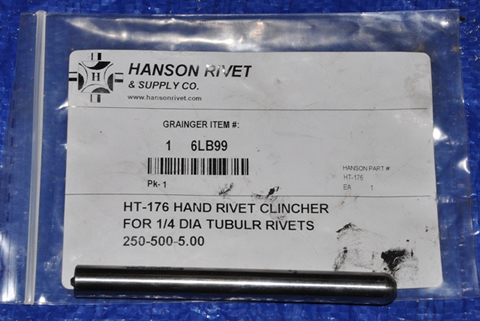 H
HANSON RIVET
& SUPPLY CO.
www.hansonrivet.com
GRAINGER ITEM #:
1 6LB99
Pk-1
HANSON PART #
HT-176
EA 1
HT-176 HAND RIVET CLINCHER
FOR 1/4 DIA TUBULR RIVETS
250-500-5.00